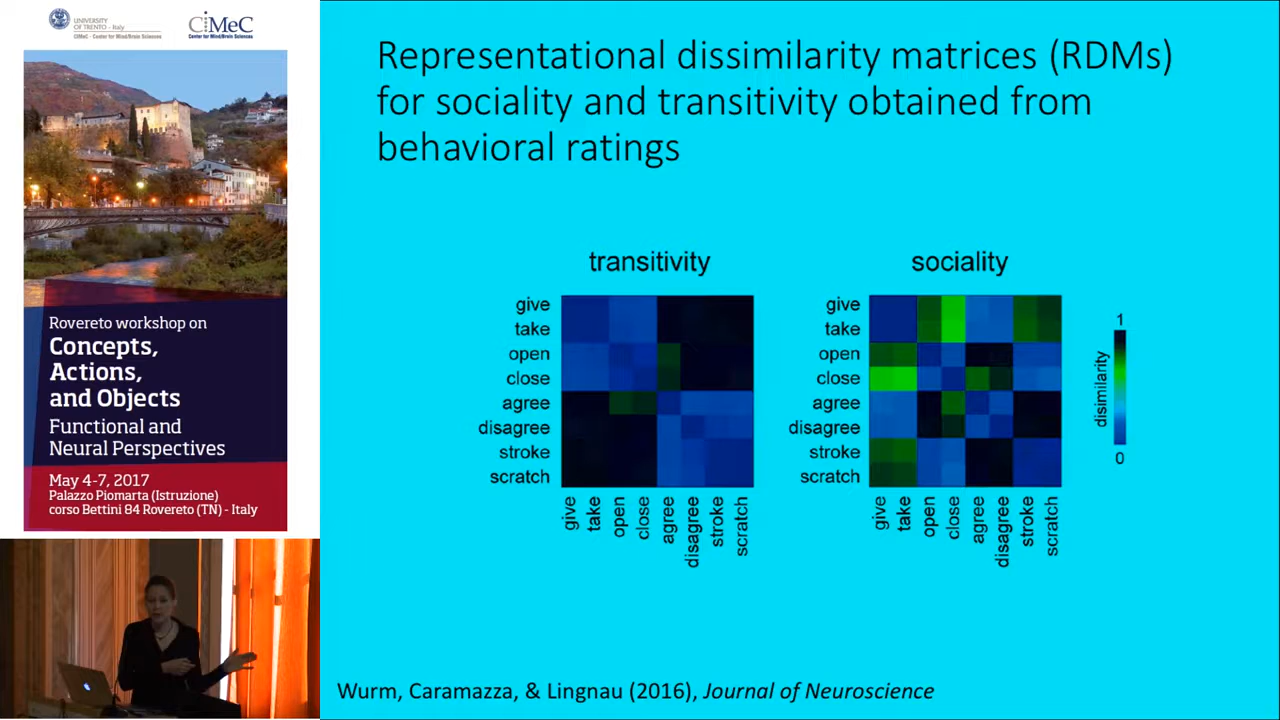 UNIVERSITY
OF TRENTO - Italy
CIMeC - Center for Mind/Brain Sciences
CiMeC
Center for Mind/Brain Sciences
Rovereto workshop on
Concepts,
Actions,
and Objects
Functional and
Neural Perspectives
May 4-7, 2017
Palazzo Piomarta (Istruzione)
corso Bettini 84 Rovereto (TN) - Italy
Representational dissimilarity matrices (RDMs)
for sociality and transitivity obtained from
behavioral ratings
transitivity
give
take
open
close
agree
disagree
stroke
scratch
give
take
open
close
agree
disagree
stroke
scratch
sociality
give
take
open
close
agree
disagree
stroke
scratch
give
take
open
close
agree
disagree
stroke
scratch
1
disimilarity
0
Wurm, Caramazza, & Lingnau (2016), Journal of Neuroscience